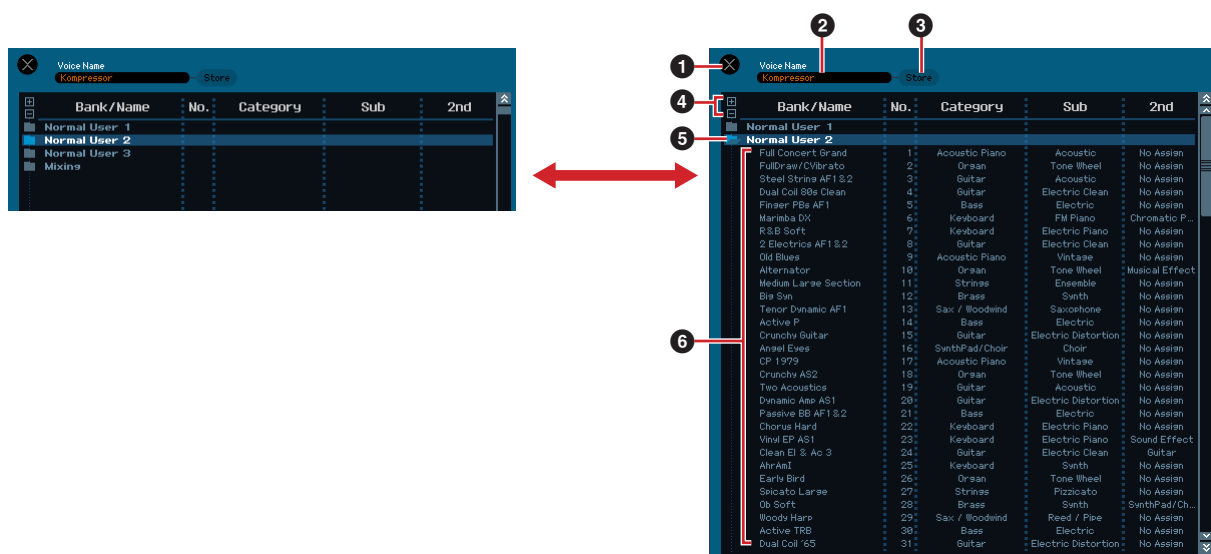 Voice Name
Kompressor
Store
Bank/Name No. Category Sub 2nd
Normal User 1
Normal User 2
Normal User 3
Mixing
2 3
1
Voice Name
Kompressor
Store
4
Bank/Name No. Category Sub 2nd
Normal User 1
5
Normal User 2
Full Concert Grand 1 Acoustic Piano Acoustic No Assign
FullDraw/CVibrato 2 Organ Tone Wheel No Assign
Steel String AF1&2 3 Guitar Acoustic No Assign
Dual Coil 80s Clean 4 Guitar Electric Clean No Assign
Finger PBs AF1 5 Bass Electric No Assign
Marimba DX 6 Keyboard FM Piano Chromatic P...
R&B Soft 7 Keyboard Electric Piano No Assign
2 Electrics AF1&2 8 Guitar Electric Clean No Assign
Old Blues 9 Acoustic Piano Vintage No Assign
Alternator 10 Organ Tone Wheel Musical Effect
Medium Large Section 11 Strings Ensemble No Assign
Big Syn 12 Brass Synth No Assign
Tenor Dynamic AF1 13 Sax / Woodwind Saxophone No Assign
Active P 14 Bass Electric No Assign
6
Crunchy Guitar 15 Guitar Electric Distortion No Assign
Angel Eyes 16 SynthPad/Choir Choir No Assign
CP 1979 17 Acoustic Piano Vintage No Assign
Crunchy AS2 18 Organ Tone Wheel No Assign
Two Acoustics 19 Guitar Acoustic No Assign
Dynamic Amp AS1 20 Guitar Electric Distortion No Assign
Passive BB AF1&2 21 Bass Electric No Assign
Chorus Hard 22 Keyboard Electric Piano No Assign
Vinyl EP AS1 23 Keyboard Electric Piano Sound Effect
Clean El & Ac 3 24 Guitar Electric Clean Guitar
AhrAmI 25 Keyboard Synth No Assign
Early Bird 26 Organ Tone Wheel No Assign
Spicato Large 27 Strings Pizzicato No Assign
Ob Soft 28 Brass Synth SynthPad/Ch...
Woody Harp 29 Sax / Woodwind Reed / Pipe No Assign
Active TRB 30 Bass Electric No Assign
Dual Coil '65 31 Guitar Electric Distortion No Assign